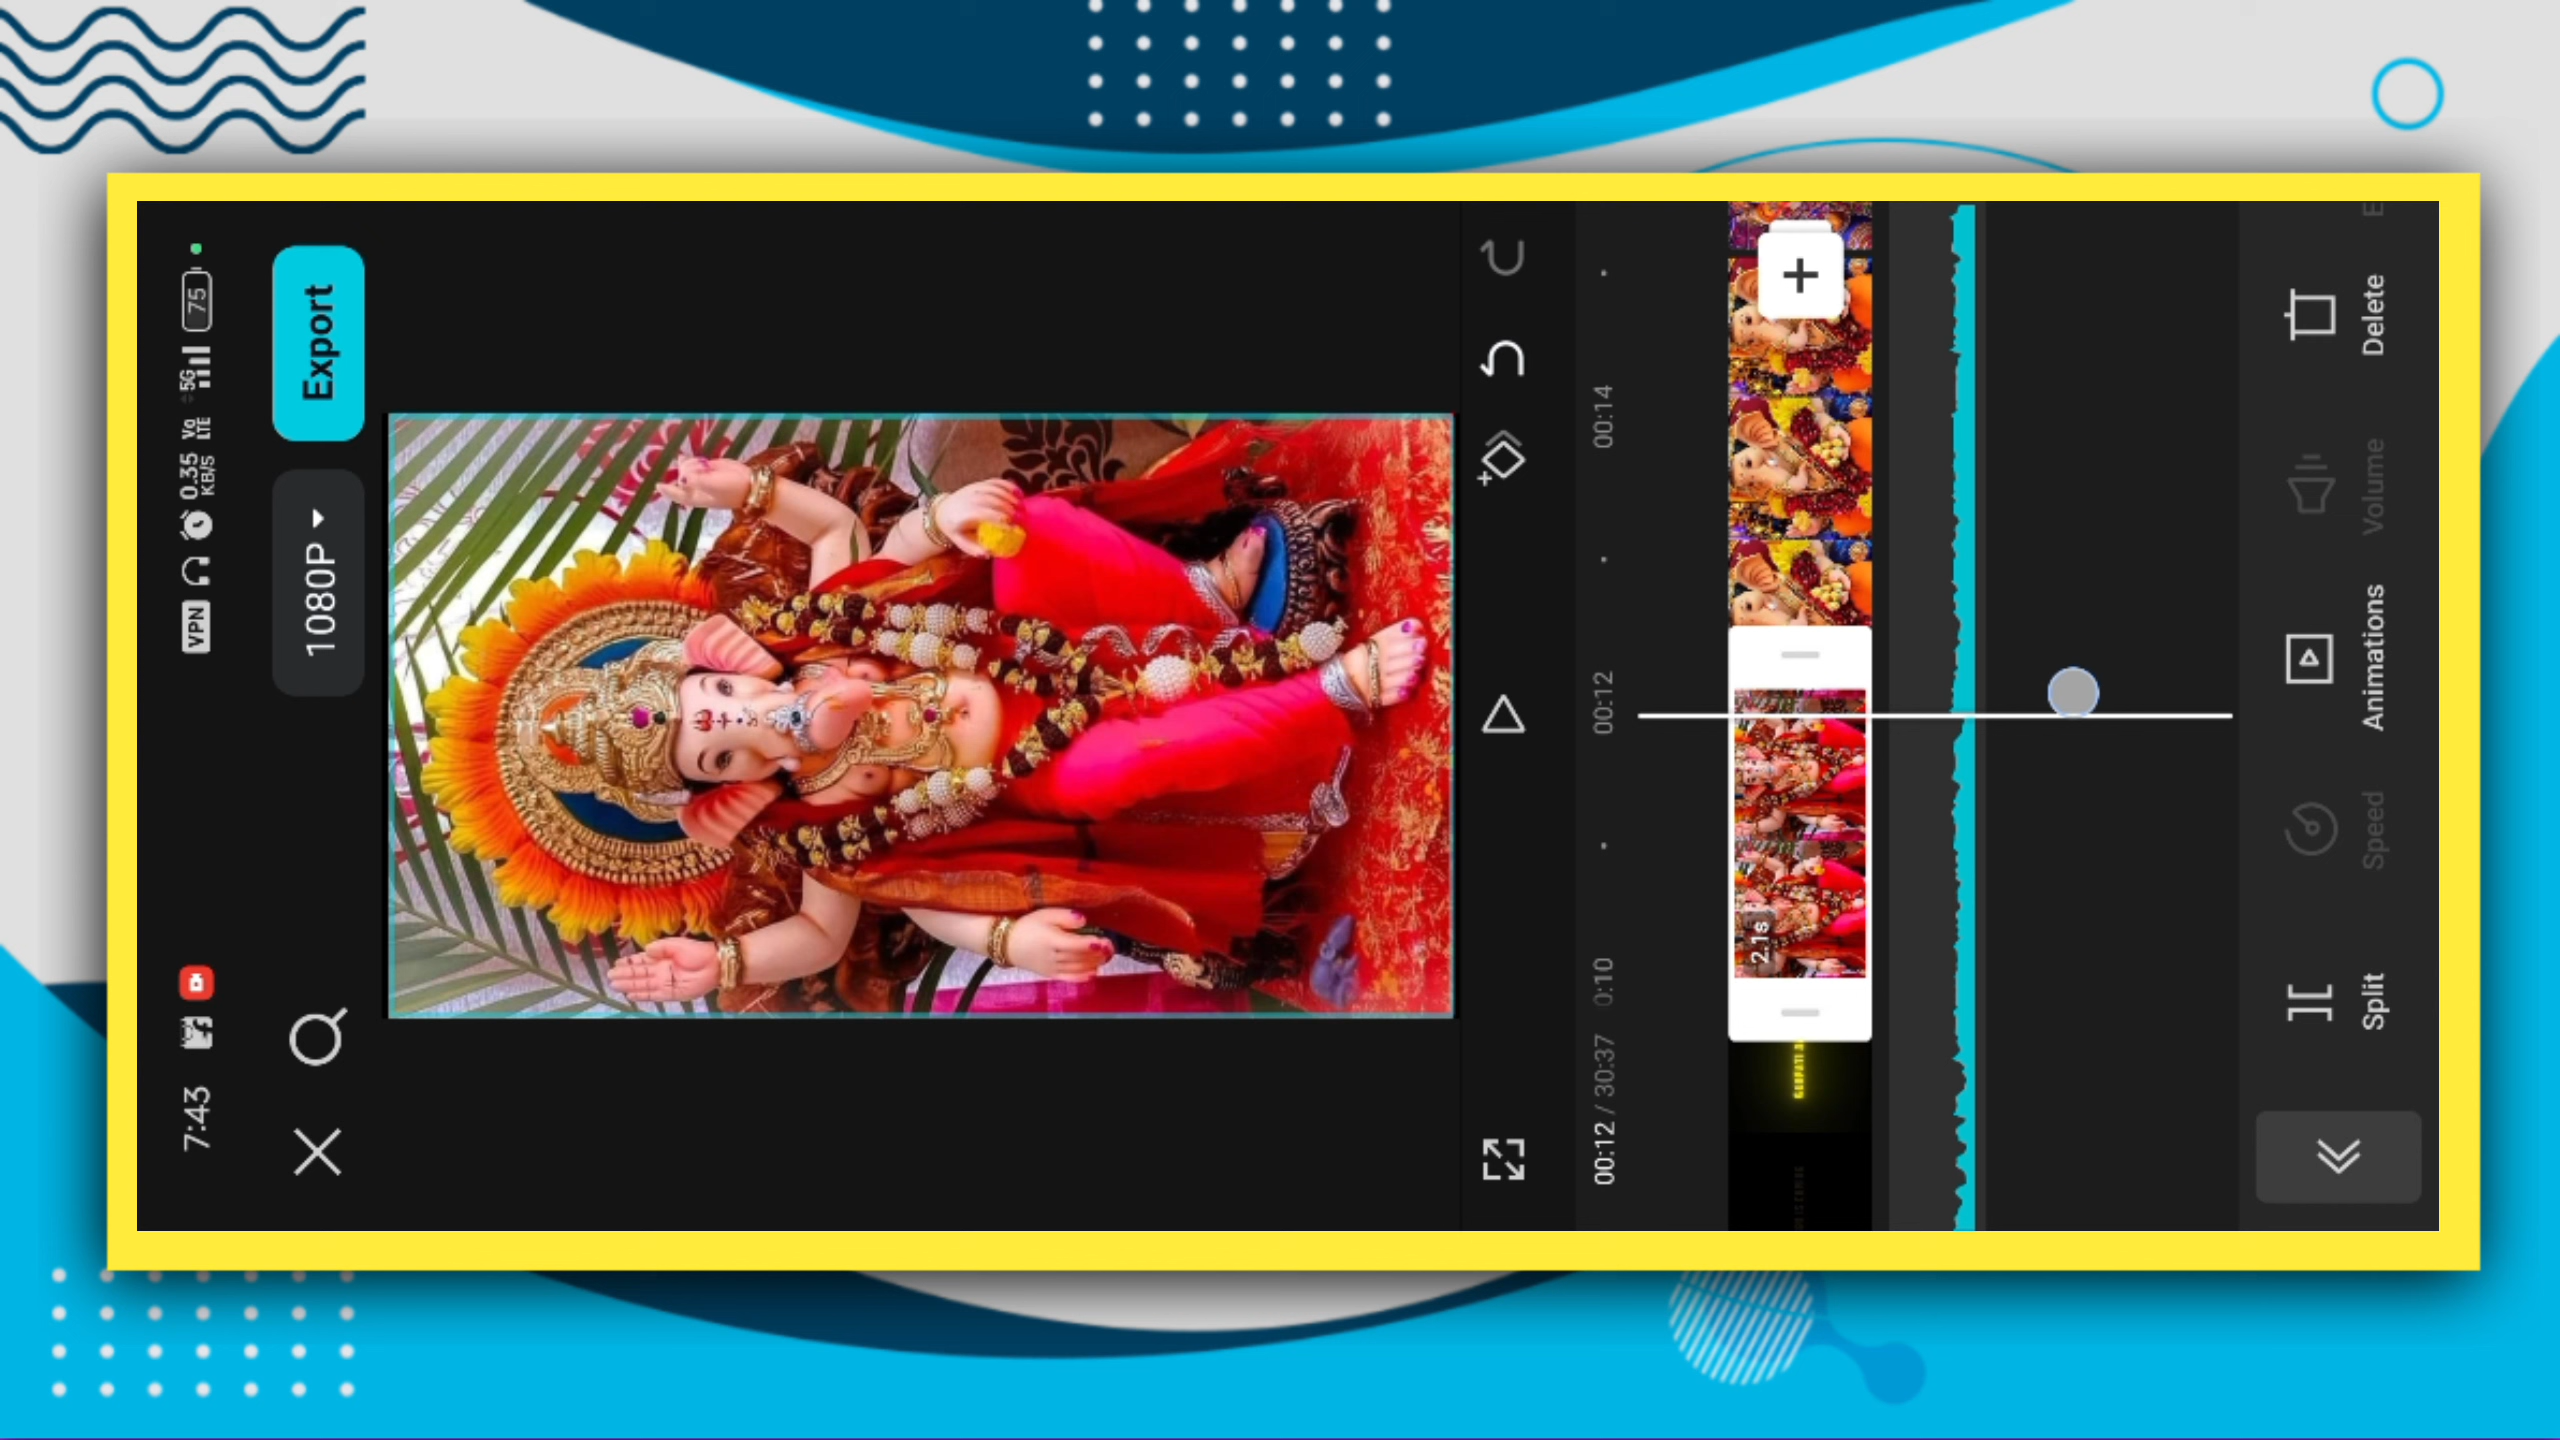 7:43 VPN 0.35 KB/S Vo LTE 5G 75
1080P Export
00:12 / 30:37 0:10 00:12 00:14
2.1s
Split Speed Animations Volume Delete